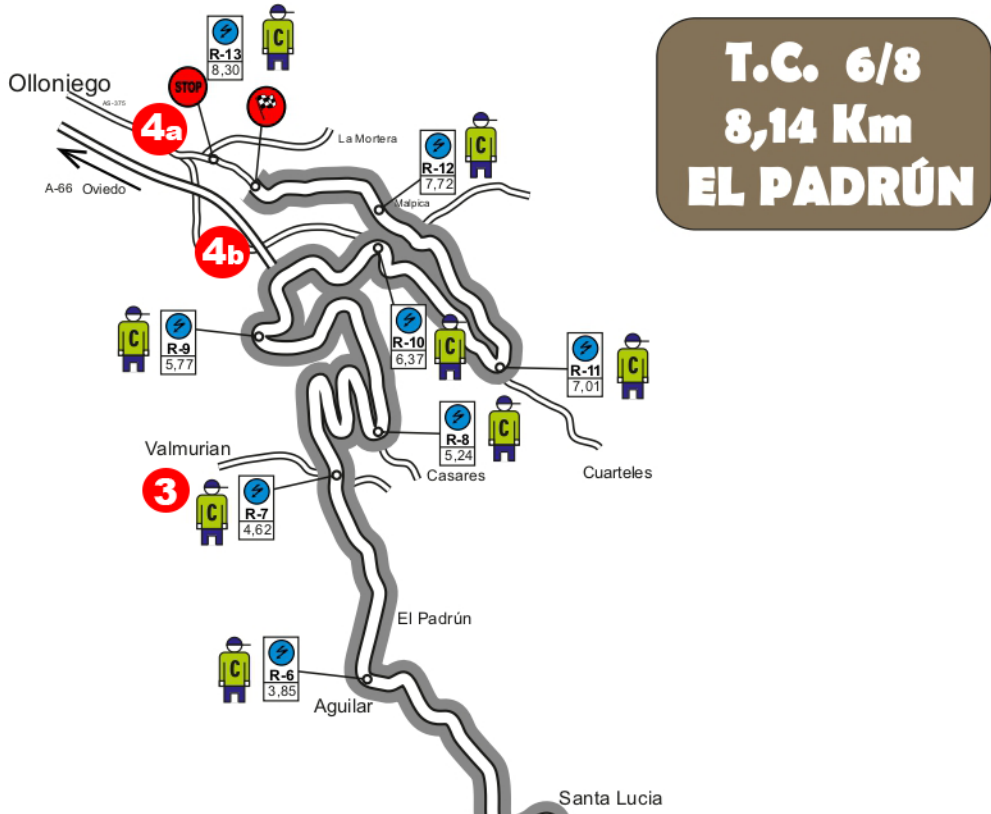 T.C. 6/8
8,14 Km
EL PADRÚN
C
R-13
8,30
STOP
Olloniego
AS-375
4a
La Mortera
C
R-12
7,72
A-66 Oviedo
Malpica
4b
C
R-9
5,77
R-10
6,37
C
R-11
7,01
C
R-8
5,24
C
Valmurian
Casares
Cuarteles
3
C
R-7
4,62
El Padrún
C
R-6
3,85
Aguilar
Santa Lucia